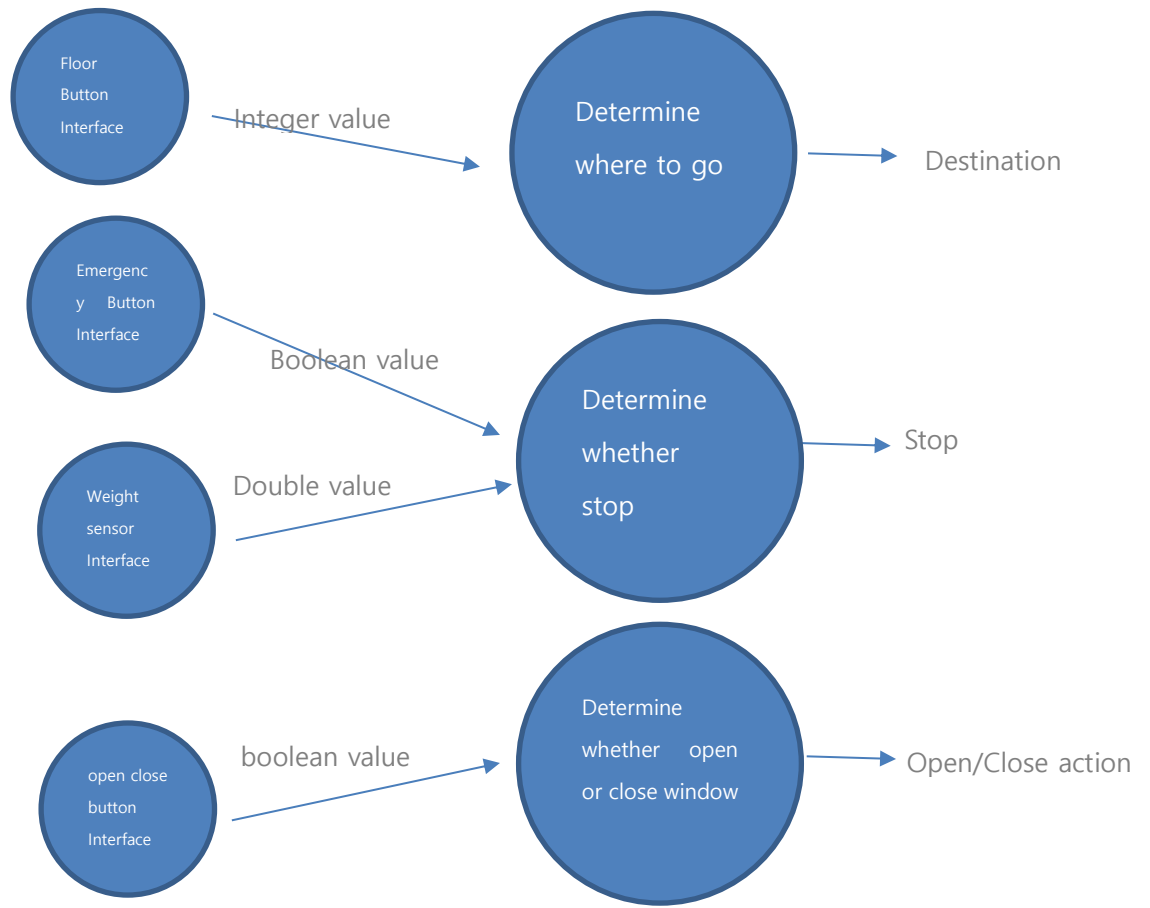 Floor
Button
Interface
Integer value
Determine
where to go
Destination
Emergenc
y Button
Interface
Boolean value
Determine
whether
stop
Stop
Weight
sensor
Interface
Double value
open close
button
Interface
boolean value
Determine
whether open
or close window
Open/Close action